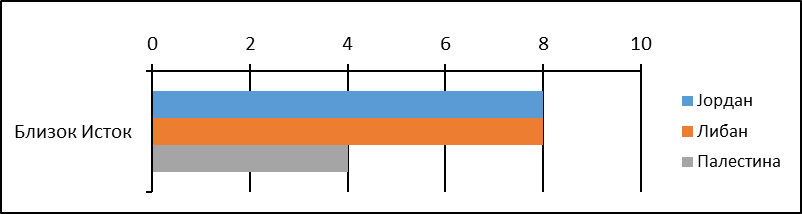 0 2 4 6 8 10
Близок Исток
Јордан
Либан
Палестина